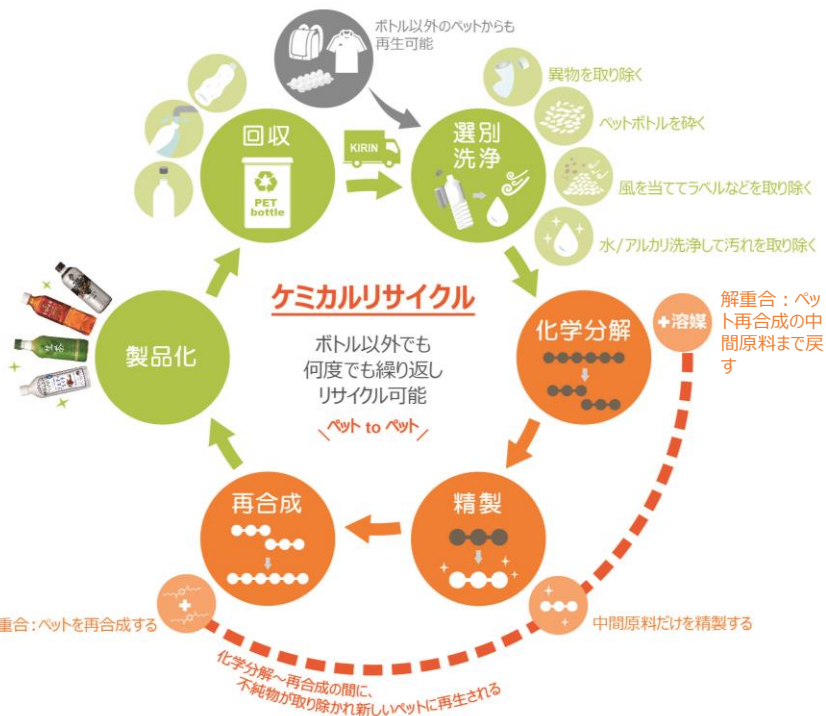 ボトル以外のペットからも
再生可能
回収
PET
bottle
KIRIN
選別
洗浄
異物を取り除く
ペットボトルを砕く
風を当ててラベルなどを取り除く
水/アルカリ洗浄して汚れを取り除く
ケミカルリサイクル
ボトル以外でも
何度でも繰り返し
リサイクル可能
ペット to ペット
製品化
化学分解
+溶媒
解重合:ペッ
ト再合成の中
間原料まで戻
す
再合成
精製
重合:ペットを再合成する
中間原料だけを精製する
化学分解~再合成の間に、
不純物が取り除かれ新しいペットに再生される